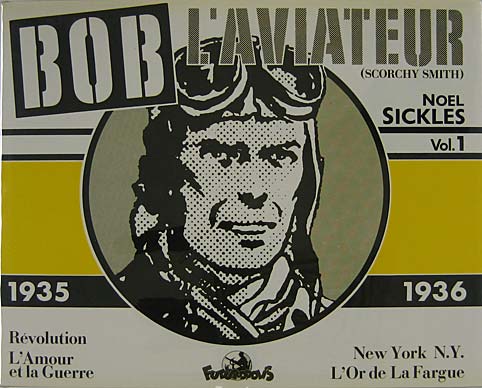 BOB L'AVIATEUR
(SCORCHY SMITH)
NOEL
SICKLES
Vol.1
1935
1936
Révolution
L'Amour
et la Guerre
New York N.Y.
L'Or de La Fargue
FUTUROPOLIS